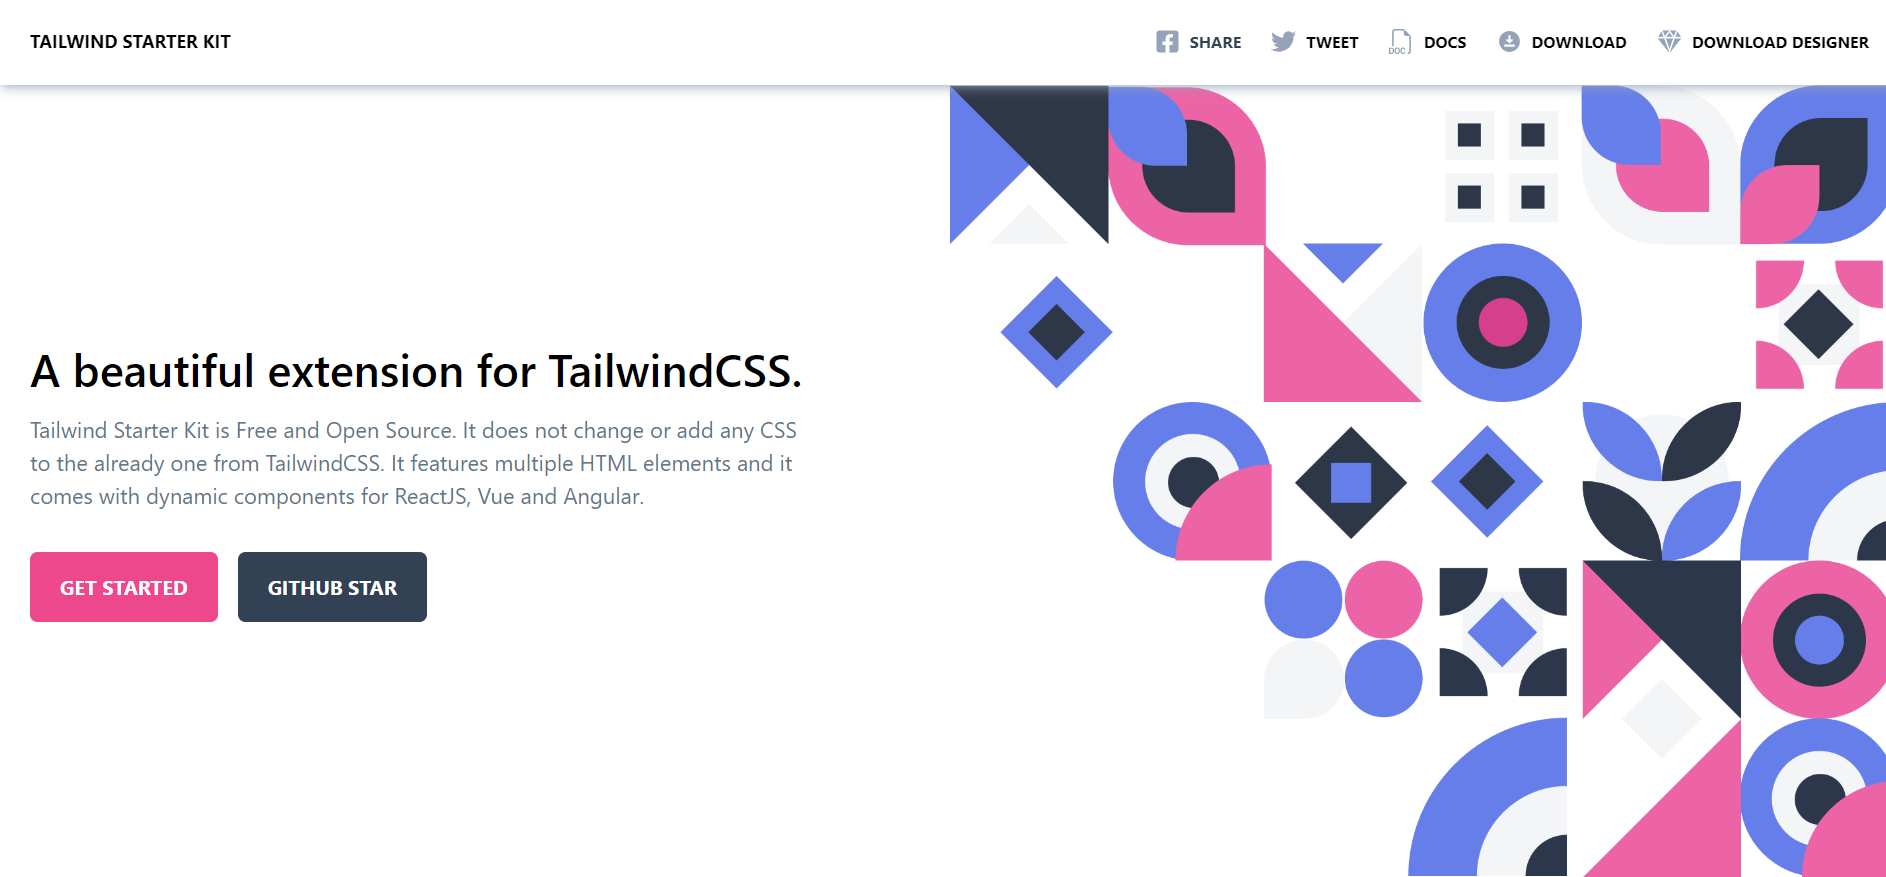 TAILWIND STARTER KIT
SHARE
TWEET
DOC
DOCS
DOWNLOAD
DOWNLOAD DESIGNER
A beautiful extension for TailwindCSS.
Tailwind Starter Kit is Free and Open Source. It does not change or add any CSS
to the already one from TailwindCSS. It features multiple HTML elements and it
comes with dynamic components for ReactJS, Vue and Angular.
GET STARTED
GITHUB STAR